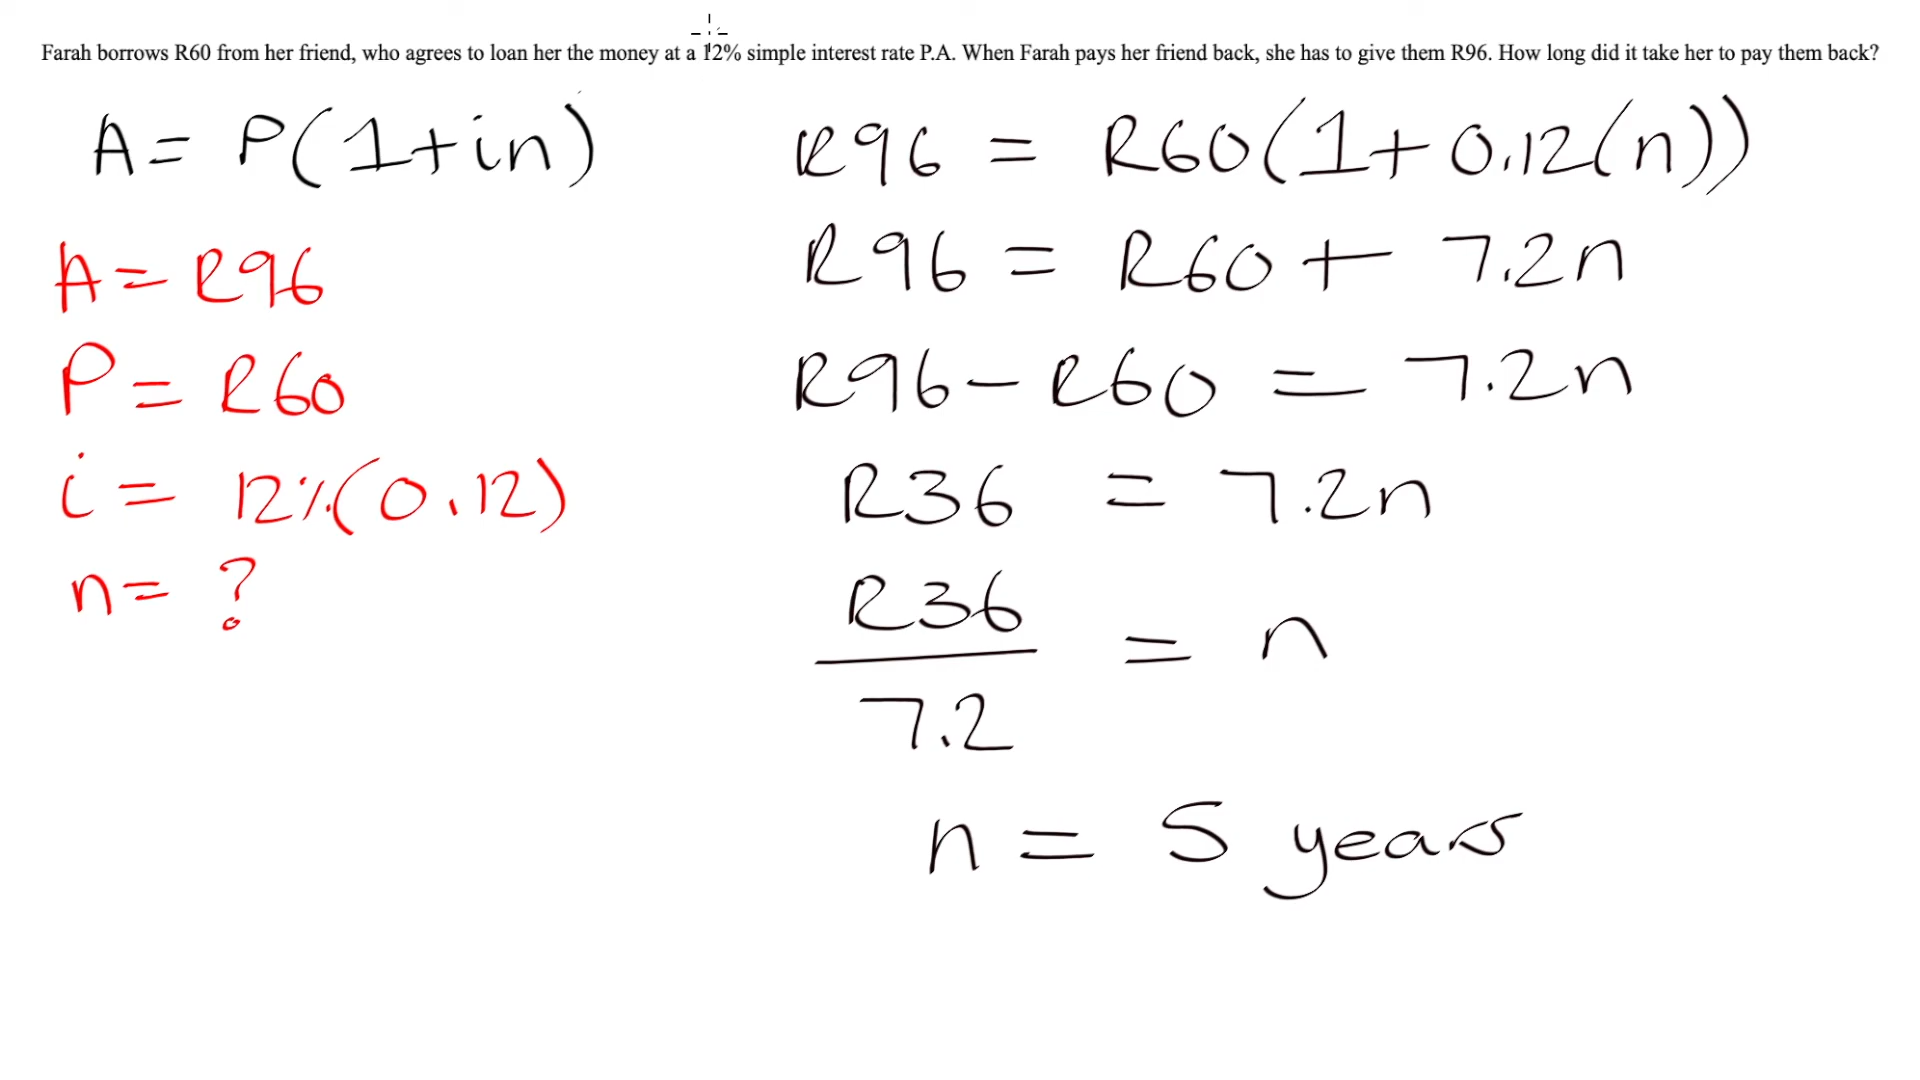 Farah borrows R60 from her friend, who agrees to loan her the money at a 12% simple interest rate P.A. When Farah pays her friend back, she has to give them R96. How long did it take her to pay them back?
A = P(1+in)
A = R96
P = R60
i = 12%(0.12)
n = ?
R96 = R60(1+0.12(n))
R96 = R60 + 7.2n
R96 - R60 = 7.2n
R36 = 7.2n
R36
7.2
= n
n = 5 years